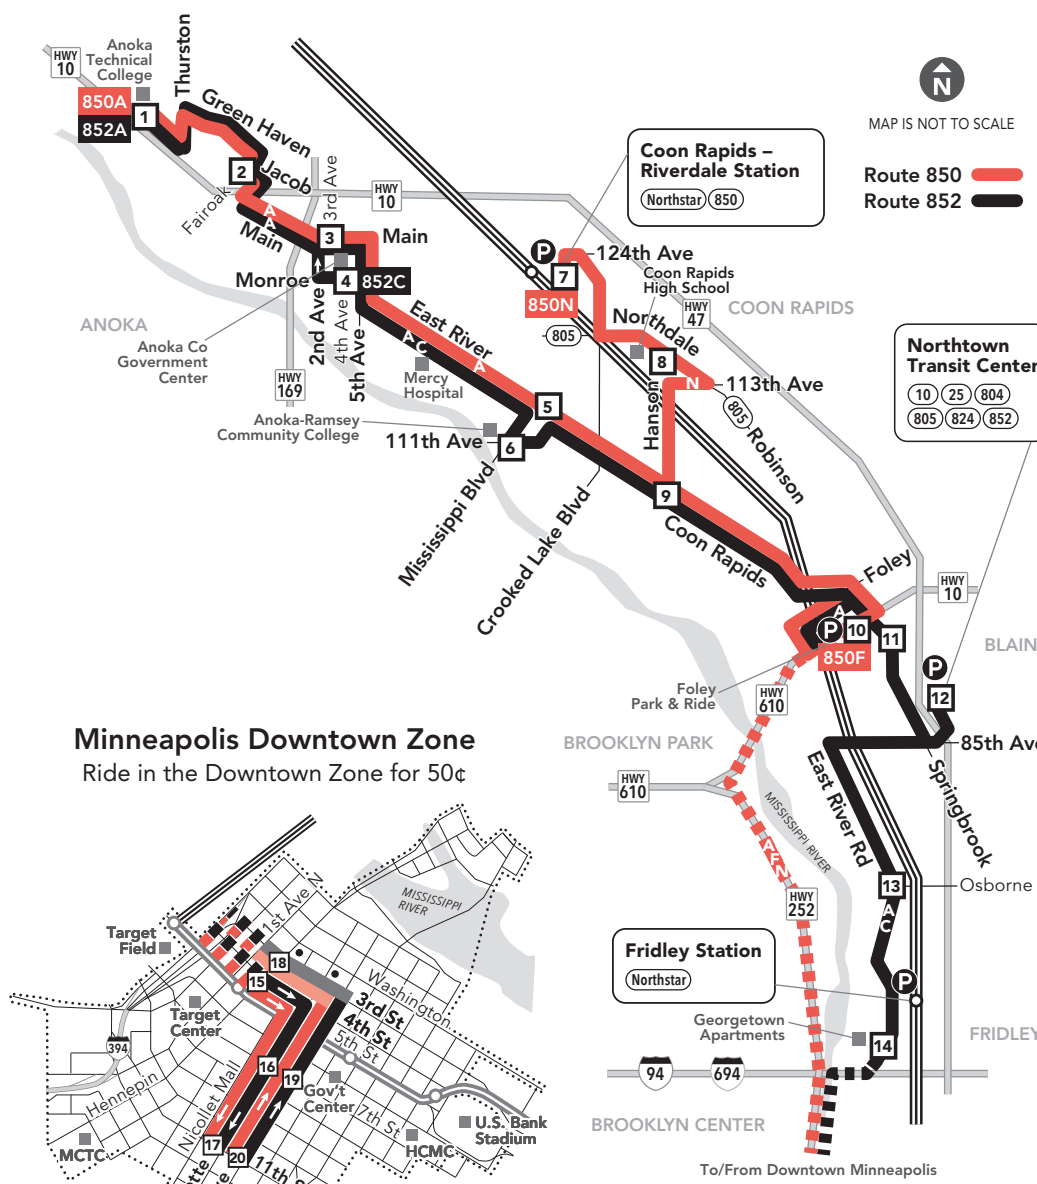 HWY
10
Anoka
Technical
College
Thurston
850A
852A
1
Green Haven
2
Jacob
Fairoak
3rd Ave
HWY
10
A
A
Main
3
Main
Monroe
4
852C
ANOKA
Anoka Co
Government
Center
2nd Ave
4th Ave
5th Ave
HWY
169
East River
A C
A
Mercy
Hospital
Anoka-Ramsey
Community College
5
111th Ave
6
Mississippi Blvd
Crooked Lake Blvd
Coon Rapids –
Riverdale Station
Northstar
850
P
7
124th Ave
850N
805
Coon Rapids
High School
Northdale
8
HWY
47
COON RAPIDS
N
113th Ave
Hanson
805
Robinson
9
Coon Rapids
N
MAP IS NOT TO SCALE
Route 850
Route 852
Northtown
Transit Center
10
25
804
805
824
852
Foley
HWY
10
A
P
10
11
850F
BLAIN
P
12
Foley
Park & Ride
HWY
610
BROOKLYN PARK
HWY
610
85th Ave
Springbrook
East River Rd
MISSISSIPPI RIVER
AFN
HWY
252
13
Osborne
A
C
Fridley Station
Northstar
P
Georgetown
Apartments
14
FRIDLEY
94
694
BROOKLYN CENTER
To/From Downtown Minneapolis
Minneapolis Downtown Zone
Ride in the Downtown Zone for 50¢
MISSISSIPPI
RIVER
1st Ave N
Target
Field
18
15
Washington
3rd St
4th St
5th St
Target
Center
394
Hennepin
Nicollet Mall
16
19
Gov't
Center
7th St
U.S. Bank
Stadium
HCMC
MCTC
17
20
11th S
ette